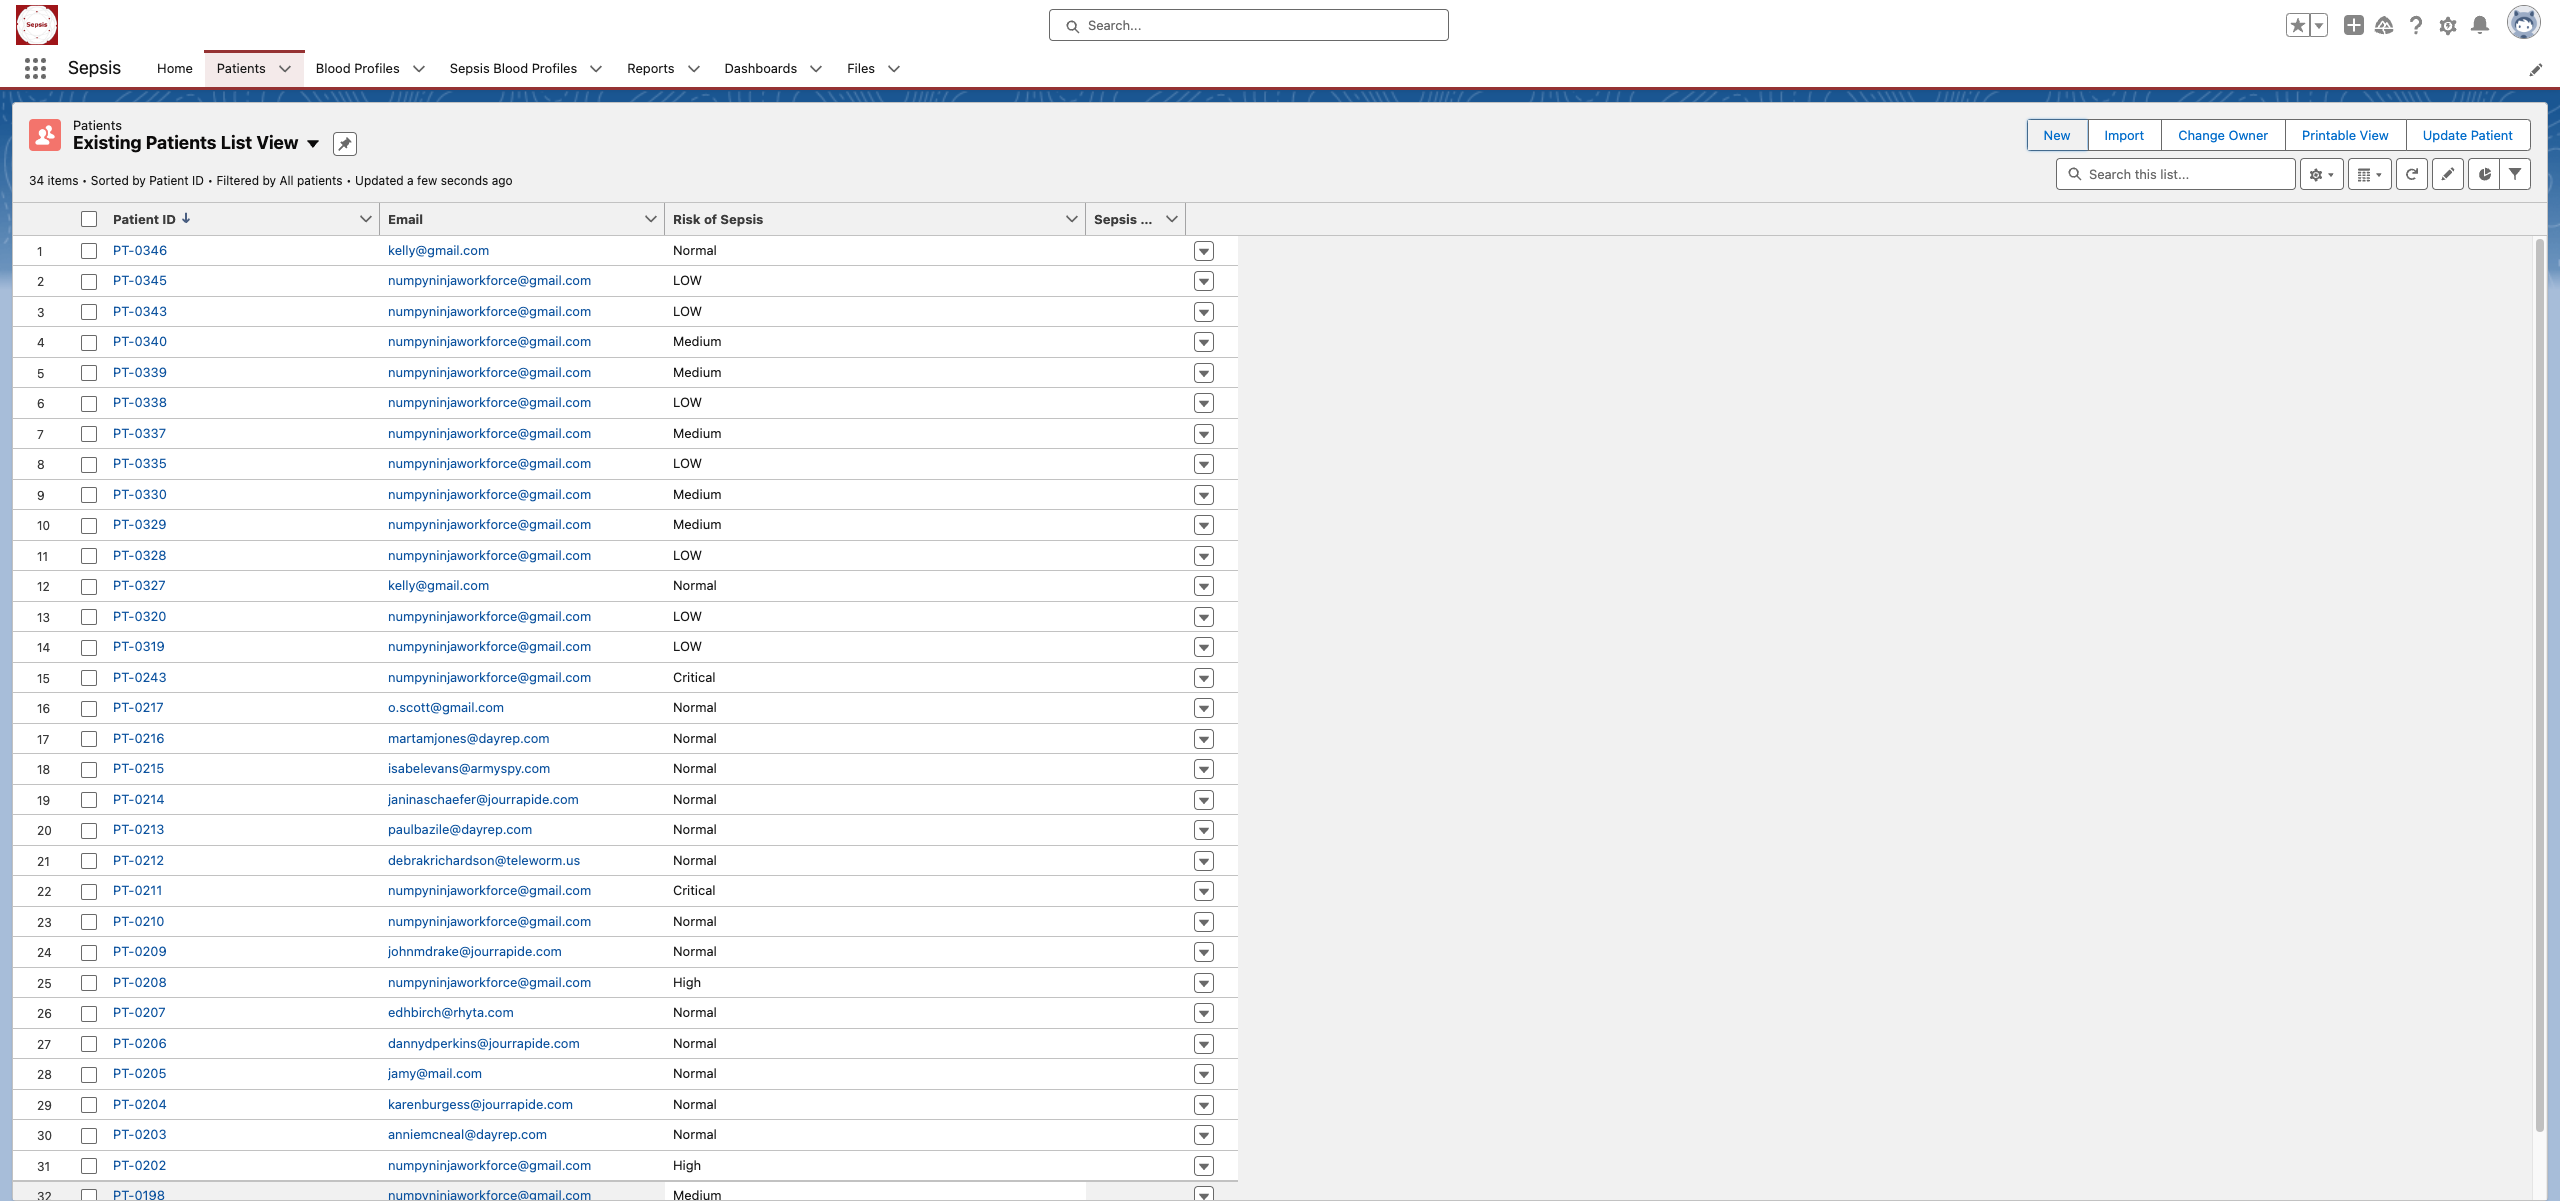 Sepsis
Search...
Sepsis Home Patients Blood Profiles Sepsis Blood Profiles Reports Dashboards Files
Patients
Existing Patients List View
New Import Change Owner Printable View Update Patient
34 items • Sorted by Patient ID • Filtered by All patients • Updated a few seconds ago
Search this list...
Patient ID Email Risk of Sepsis Sepsis ...
1 PT-0346 kelly@gmail.com Normal
2 PT-0345 numpyninjaworkforce@gmail.com LOW
3 PT-0343 numpyninjaworkforce@gmail.com LOW
4 PT-0340 numpyninjaworkforce@gmail.com Medium
5 PT-0339 numpyninjaworkforce@gmail.com Medium
6 PT-0338 numpyninjaworkforce@gmail.com LOW
7 PT-0337 numpyninjaworkforce@gmail.com Medium
8 PT-0335 numpyninjaworkforce@gmail.com LOW
9 PT-0330 numpyninjaworkforce@gmail.com Medium
10 PT-0329 numpyninjaworkforce@gmail.com Medium
11 PT-0328 numpyninjaworkforce@gmail.com LOW
12 PT-0327 kelly@gmail.com Normal
13 PT-0320 numpyninjaworkforce@gmail.com LOW
14 PT-0319 numpyninjaworkforce@gmail.com LOW
15 PT-0243 numpyninjaworkforce@gmail.com Critical
16 PT-0217 o.scott@gmail.com Normal
17 PT-0216 martamjones@dayrep.com Normal
18 PT-0215 isabelevans@armyspy.com Normal
19 PT-0214 janinaschaefer@jourrapide.com Normal
20 PT-0213 paulbazile@dayrep.com Normal
21 PT-0212 debrakrichardson@teleworm.us Normal
22 PT-0211 numpyninjaworkforce@gmail.com Critical
23 PT-0210 numpyninjaworkforce@gmail.com Normal
24 PT-0209 johnmdrake@jourrapide.com Normal
25 PT-0208 numpyninjaworkforce@gmail.com High
26 PT-0207 edhbirch@rhyta.com Normal
27 PT-0206 dannydperkins@jourrapide.com Normal
28 PT-0205 jamy@mail.com Normal
29 PT-0204 karenburgess@jourrapide.com Normal
30 PT-0203 anniemcneal@dayrep.com Normal
31 PT-0202 numpyninjaworkforce@gmail.com High
32 PT-0198 numpyninjaworkforce@gmail.com Medium